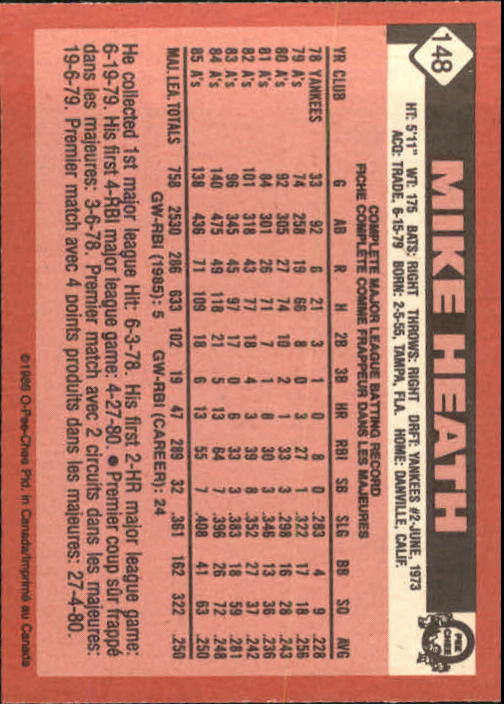 148
MIKE HEATH
O
PEE
CHEE
HT: 5'11" WT: 175 BATS: RIGHT THROWS: RIGHT DRFT: YANKEES #2-JUNE, 1973
ACQ: TRADE, 6-15-79 BORN: 2-5-55, TAMPA, FLA. HOME: DANVILLE, CALIF.
COMPLETE MAJOR LEAGUE BATTING RECORD
FICHE COMPLÈTE COMME FRAPPEUR DANS LES MAJEURES
YR CLUB G AB R H 2B 3B HR RBI SB SLG BB SO AVG
78 YANKEES 33 92 6 21 3 1 0 8 0 .283 4 9 .228
79 A's 74 258 19 66 8 0 3 27 1 .322 17 18 .256
80 A's 92 305 27 74 10 2 1 33 3 .298 16 28 .243
81 A's 84 301 26 71 7 1 8 30 3 .346 13 36 .236
82 A's 101 318 43 77 18 4 3 39 8 .352 27 37 .242
83 A's 96 345 45 97 17 0 6 33 3 .383 18 59 .281
84 A's 140 475 49 118 21 5 13 64 7 .396 26 72 .248
85 A's 138 436 71 109 18 6 13 55 7 .408 41 63 .250
MAJ. LEA. TOTALS 758 2530 286 633 102 19 47 289 32 .361 162 322 .250
GW-RBI (1985): 5 GW-RBI (CAREER): 24
He collected 1st major league Hit: 6-3-78. His first 2-HR major league game:
6-19-79. His first 4-RBI major league game: 4-27-80. • Premier coup sûr frappé
dans les majeures: 3-6-78. Premier match avec 2 circuits dans les majeures:
19-6-79. Premier match avec 4 points produits dans les majeures: 27-4-80.
©1986 O-Pee-Chee Ptd. in Canada/Imprimé au Canada